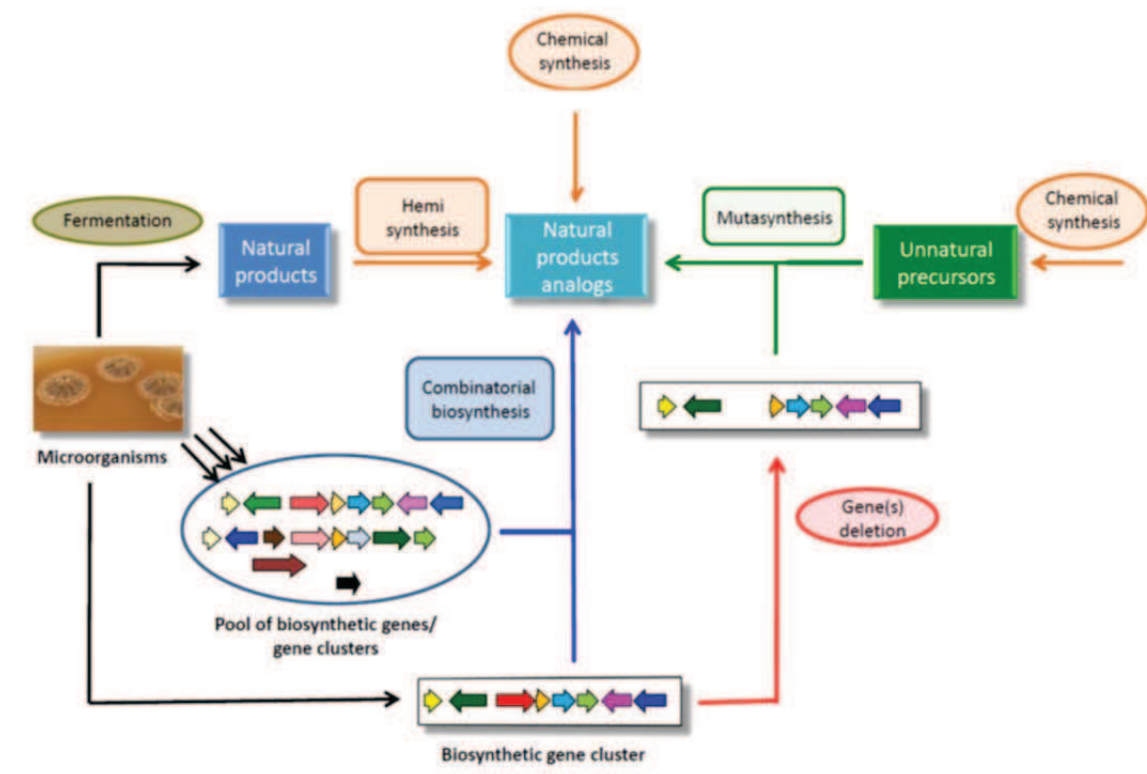 Chemical
synthesis
Fermentation
Hemi
synthesis
Mutasynthesis
Chemical
synthesis
Natural
products
Natural
products
analogs
Unnatural
precursors
Combinatorial
biosynthesis
Microorganisms
Gene(s)
deletion
Pool of biosynthetic genes/
gene clusters
Biosynthetic gene cluster